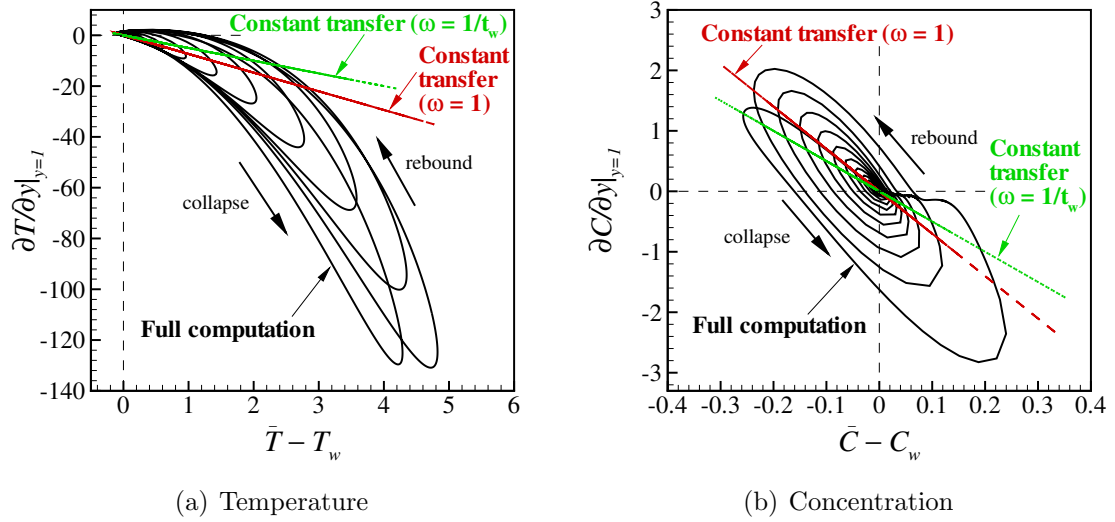 Constant transfer (ω = 1/t_w)
Constant
transfer
(ω = 1)
rebound
collapse
Full computation
0
-20
-40
-60
-80
-100
-120
-140
∂T/∂y|_{y=1}
0 1 2 3 4 5 6
T̄ − T_w
(a) Temperature
Constant transfer (ω = 1)
rebound
Constant
transfer
(ω = 1/t_w)
collapse
Full computation
3
2
1
0
-1
-2
-3
∂C/∂y|_{y=1}
-0.4 -0.3 -0.2 -0.1 0 0.1 0.2 0.3 0.4
C̄ − C_w
(b) Concentration